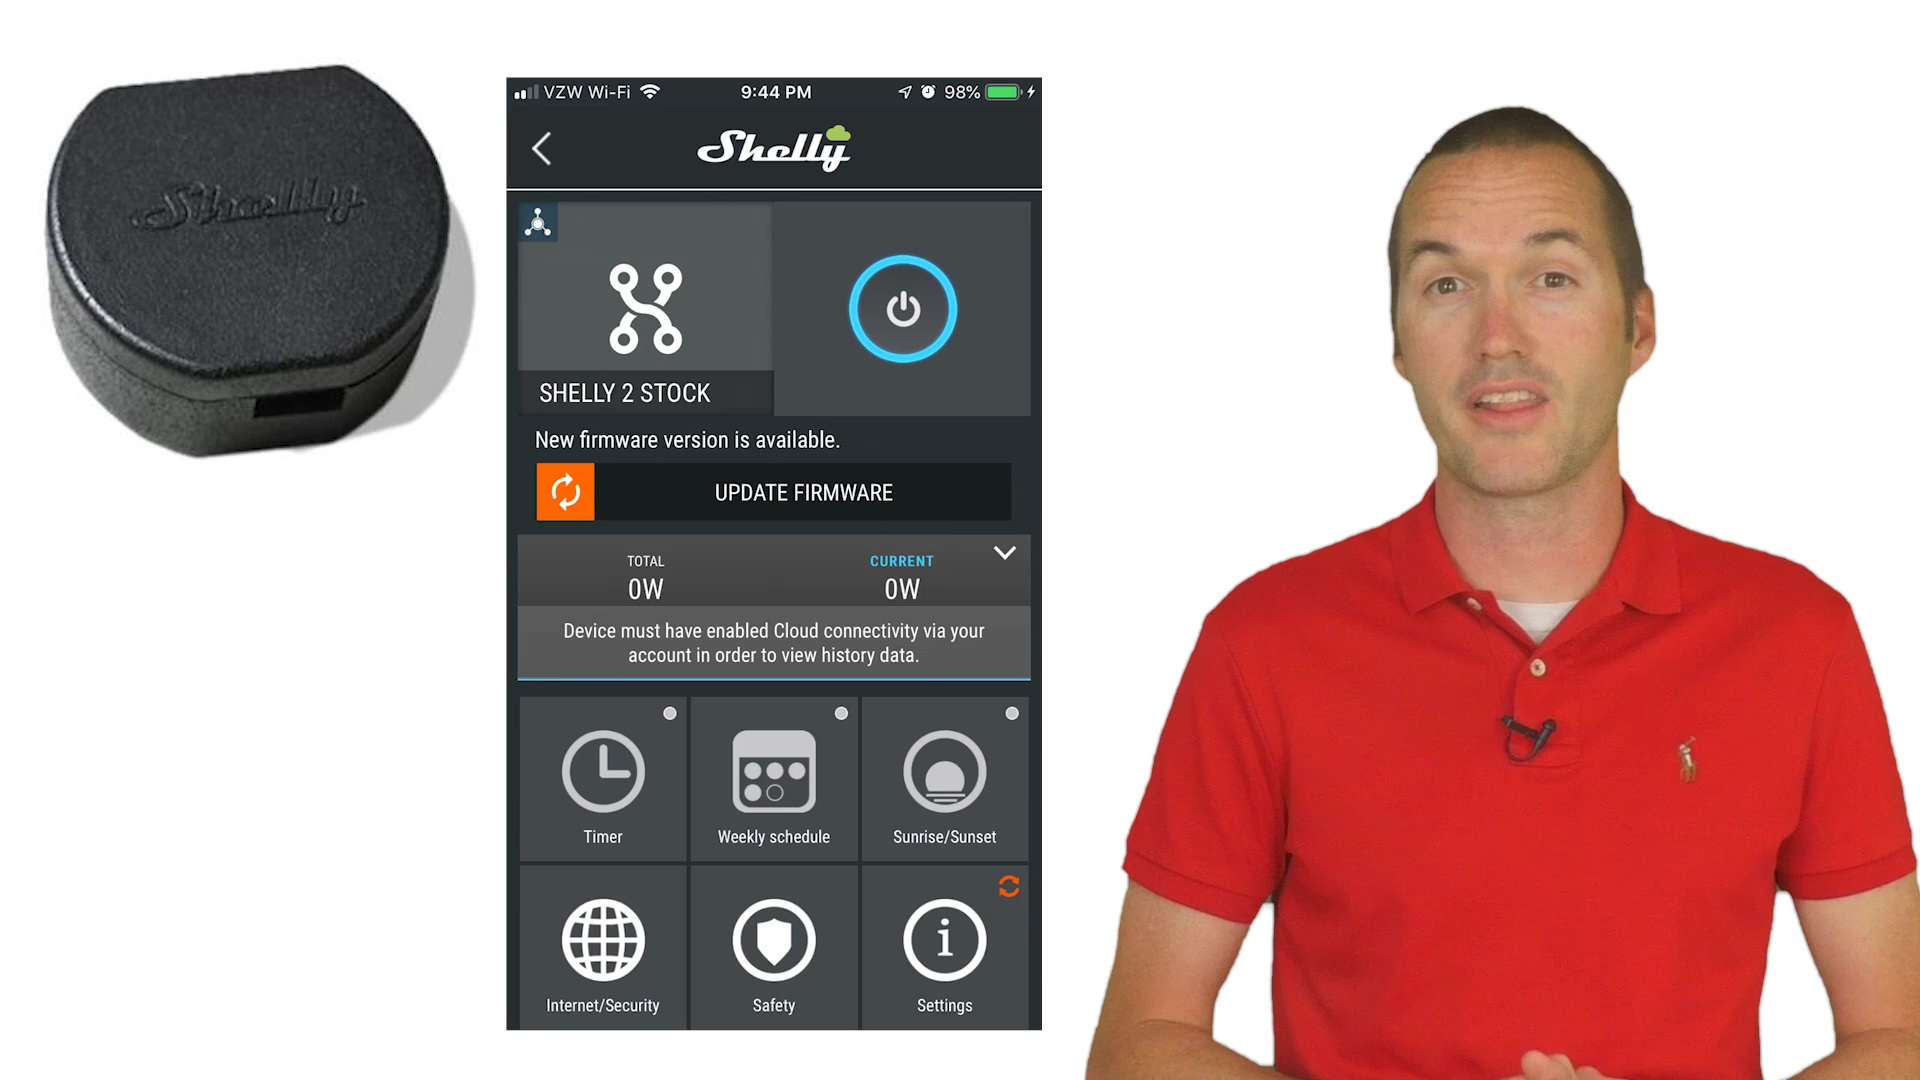 Shelly
VZW Wi-Fi 9:44 PM 98%
Shelly
SHELLY 2 STOCK
New firmware version is available.
UPDATE FIRMWARE
TOTAL CURRENT
0W 0W
Device must have enabled Cloud connectivity via your
account in order to view history data.
Timer Weekly schedule Sunrise/Sunset
Internet/Security Safety Settings